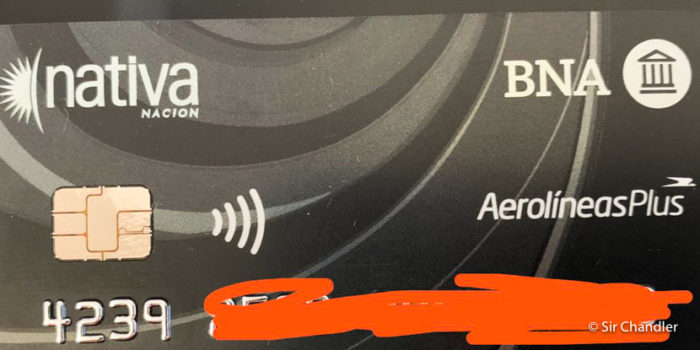 nativa
NACION
BNA
AerolíneasPlus
4239
© Sir Chandler